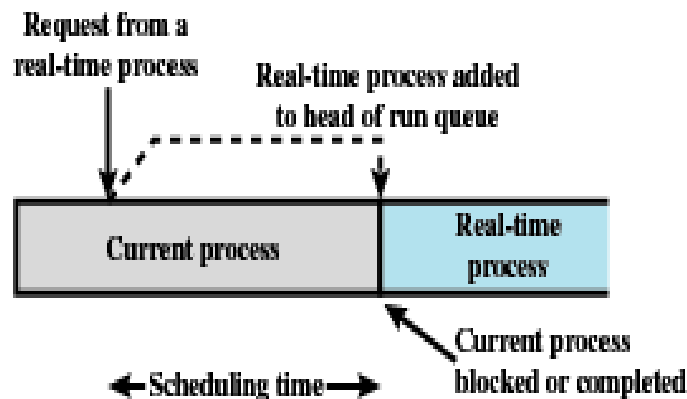 Request from a
real-time process
Real-time process added
to head of run queue
Current process
Real-time
process
Current process
blocked or completed
Scheduling time